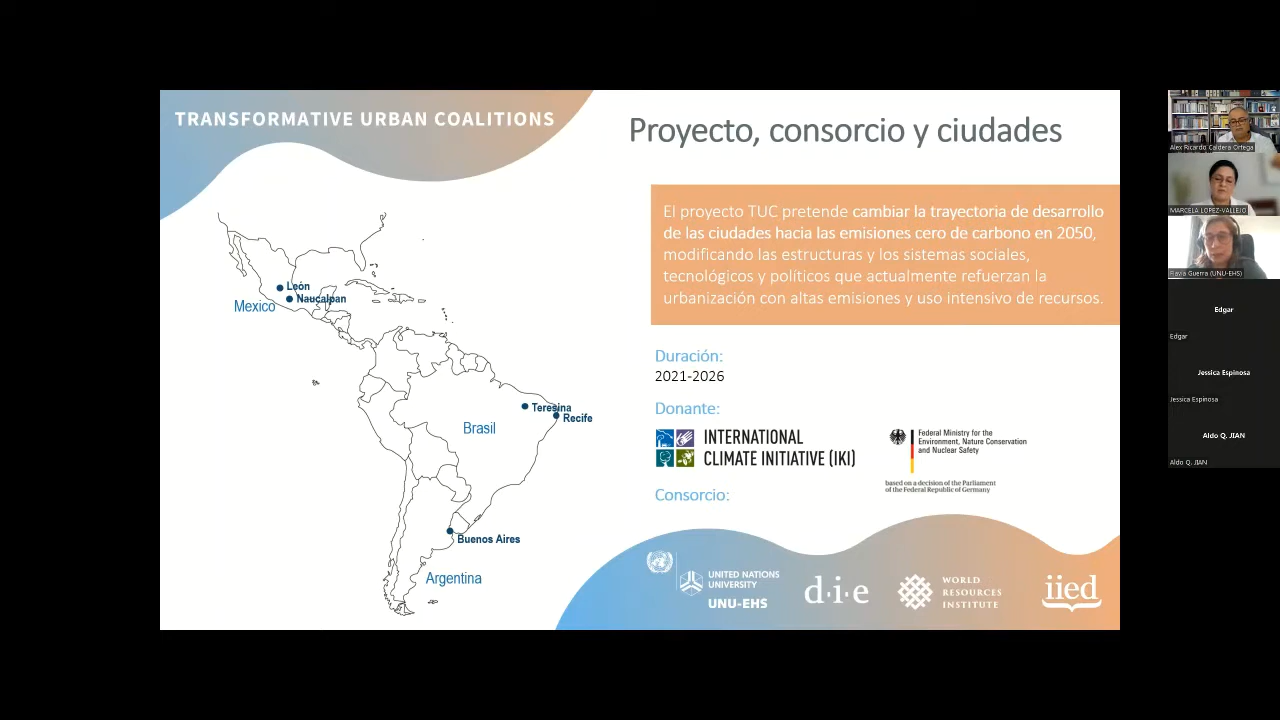 TRANSFORMATIVE URBAN COALITIONS
Proyecto, consorcio y ciudades
El proyecto TUC pretende cambiar la trayectoria de desarrollo
de las ciudades hacia las emisiones cero de carbono en 2050,
modificando las estructuras y los sistemas sociales,
tecnológicos y políticos que actualmente refuerzan la
urbanización con altas emisiones y uso intensivo de recursos.
León
Naucalpan
Mexico
Teresina
Recife
Brasil
Buenos Aires
Argentina
Duración:
2021-2026
Donante:
INTERNATIONAL
CLIMATE INITIATIVE (IKI)
Federal Ministry for the
Environment, Nature Conservation
and Nuclear Safety
based on a decision of the Parliament
of the Federal Republic of Germany
Consorcio:
UNITED NATIONS
UNIVERSITY
UNU-EHS
d·i·e
WORLD
RESOURCES
INSTITUTE
iied
Alex Ricardo Caldera Ortega
MARCELA LOPEZ-VALLEJO
Flavia Guerra (UNU-EHS)
Edgar
Edgar
Jessica Espinosa
Jessica Espinosa
Aldo Q. JIAN
Aldo Q. JIAN